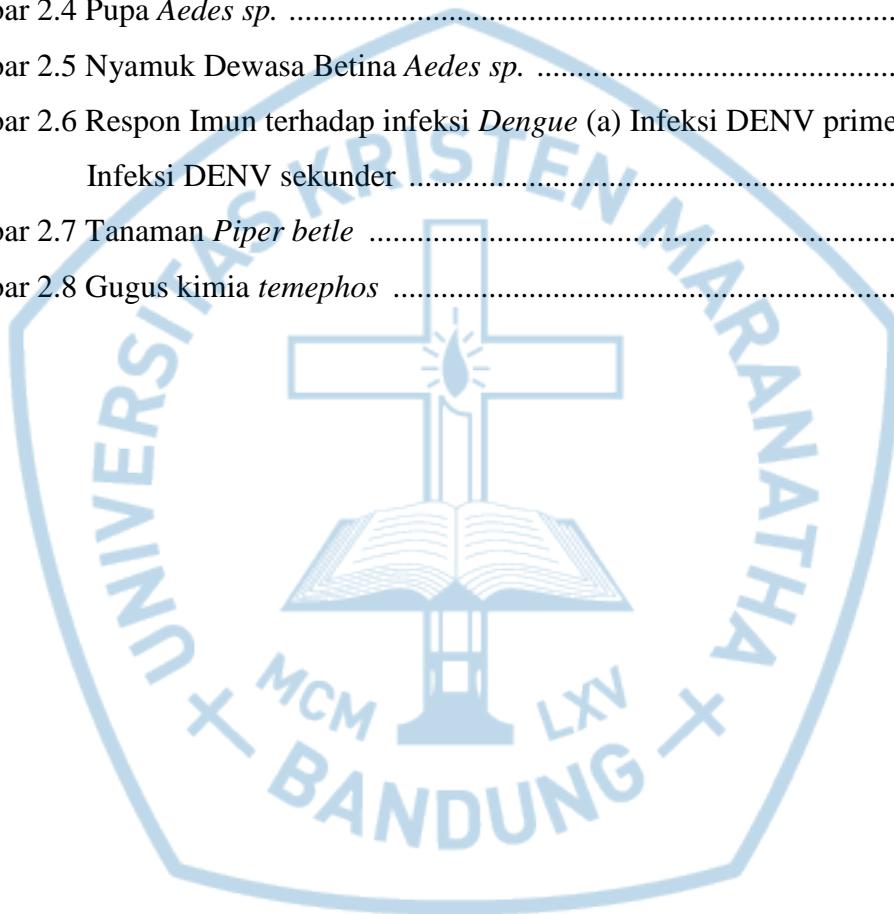 bar 2.4 Pupa Aedes sp. ........................................................................
bar 2.5 Nyamuk Dewasa Betina Aedes sp. ...........................................
bar 2.6 Respon Imun terhadap infeksi Dengue (a) Infeksi DENV prime
Infeksi DENV sekunder ..........................................................
bar 2.7 Tanaman Piper betle ...............................................................
bar 2.8 Gugus kimia temephos ............................................................
UNIVERSITAS KRISTEN MARANATHA
MCM LXV
BANDUNG